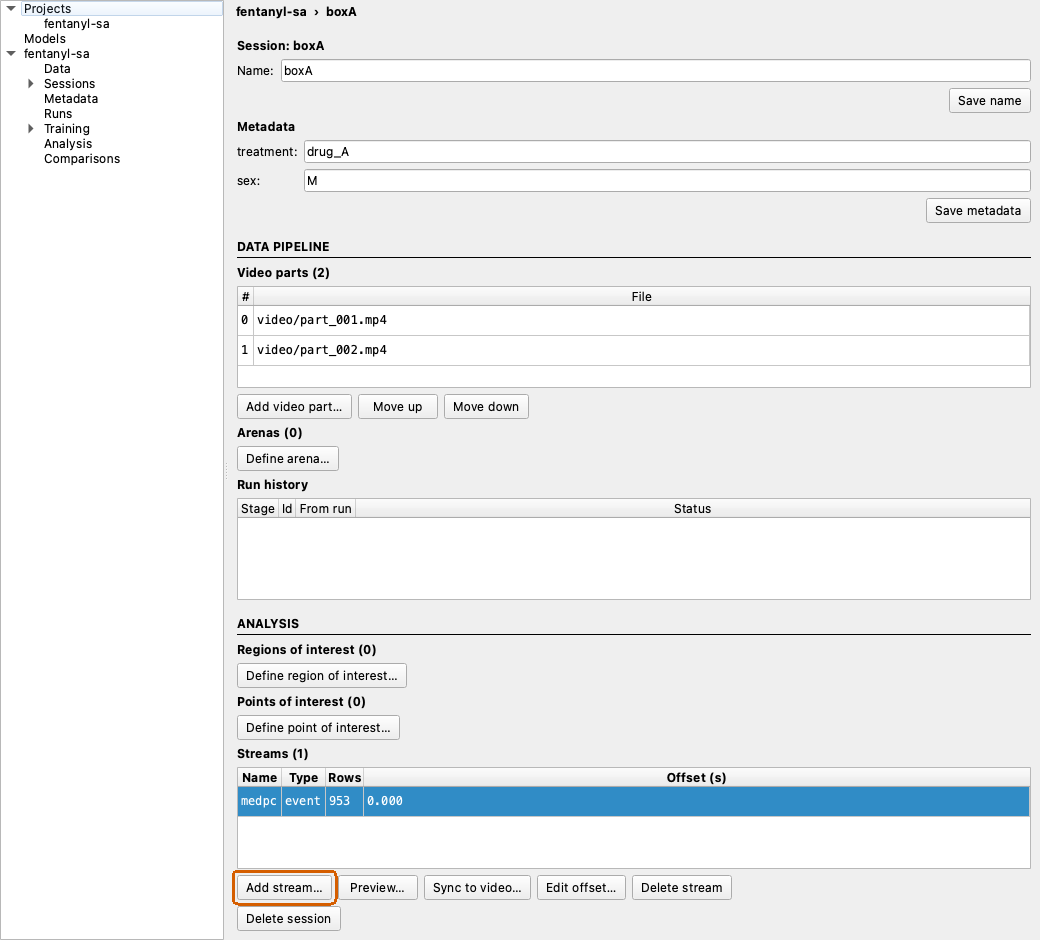 Projects
fentanyl-sa
Models
fentanyl-sa
Data
Sessions
Metadata
Runs
Training
Analysis
Comparisons
fentanyl-sa › boxA
Session: boxA
Name: boxA
Save name
Metadata
treatment: drug_A
sex: M
Save metadata
DATA PIPELINE
Video parts (2)
# File
0 video/part_001.mp4
1 video/part_002.mp4
Add video part... Move up Move down
Arenas (0)
Define arena...
Run history
Stage Id From run Status
ANALYSIS
Regions of interest (0)
Define region of interest...
Points of interest (0)
Define point of interest...
Streams (1)
Name Type Rows Offset (s)
medpc event 953 0.000
Add stream... Preview... Sync to video... Edit offset... Delete stream
Delete session